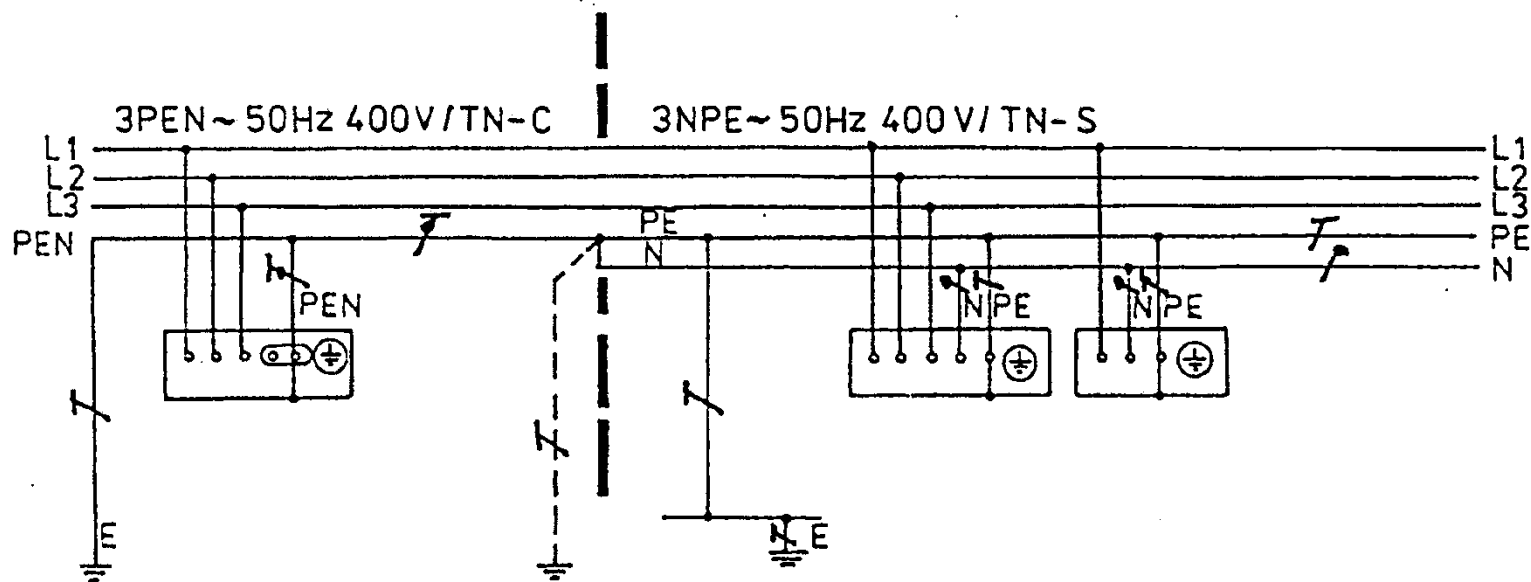 3PEN~ 50Hz 400V/TN-C
3NPE~ 50Hz 400V/TN-S
L1
L1
L2
L2
L3
L3
PE
PEN
PE
N
N
PEN
N PE
N PE
E
E